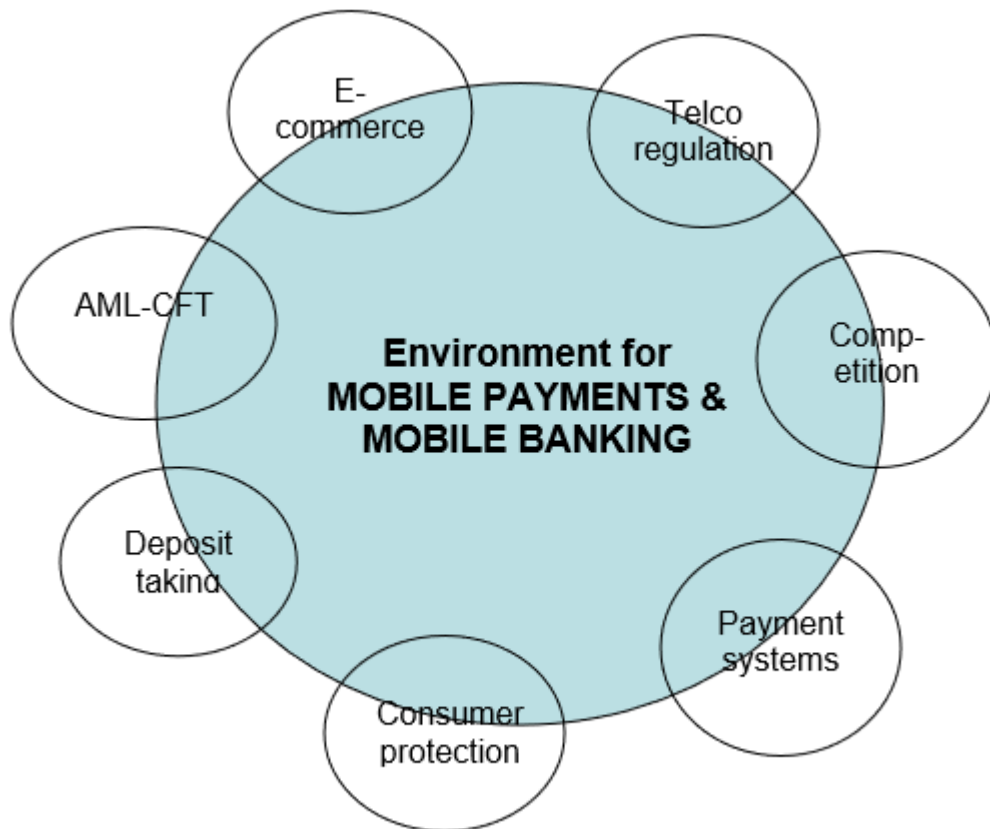 E-
commerce
Telco
regulation
AML-CFT
Comp-
etition
Environment for
MOBILE PAYMENTS &
MOBILE BANKING
Deposit
taking
Payment
systems
Consumer
protection